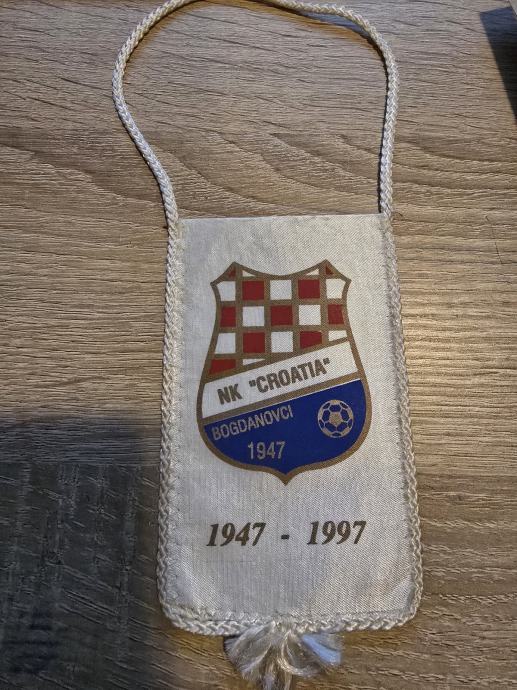 NK "CROATIA"
BOGDANOVCI
1947
1947 - 1997